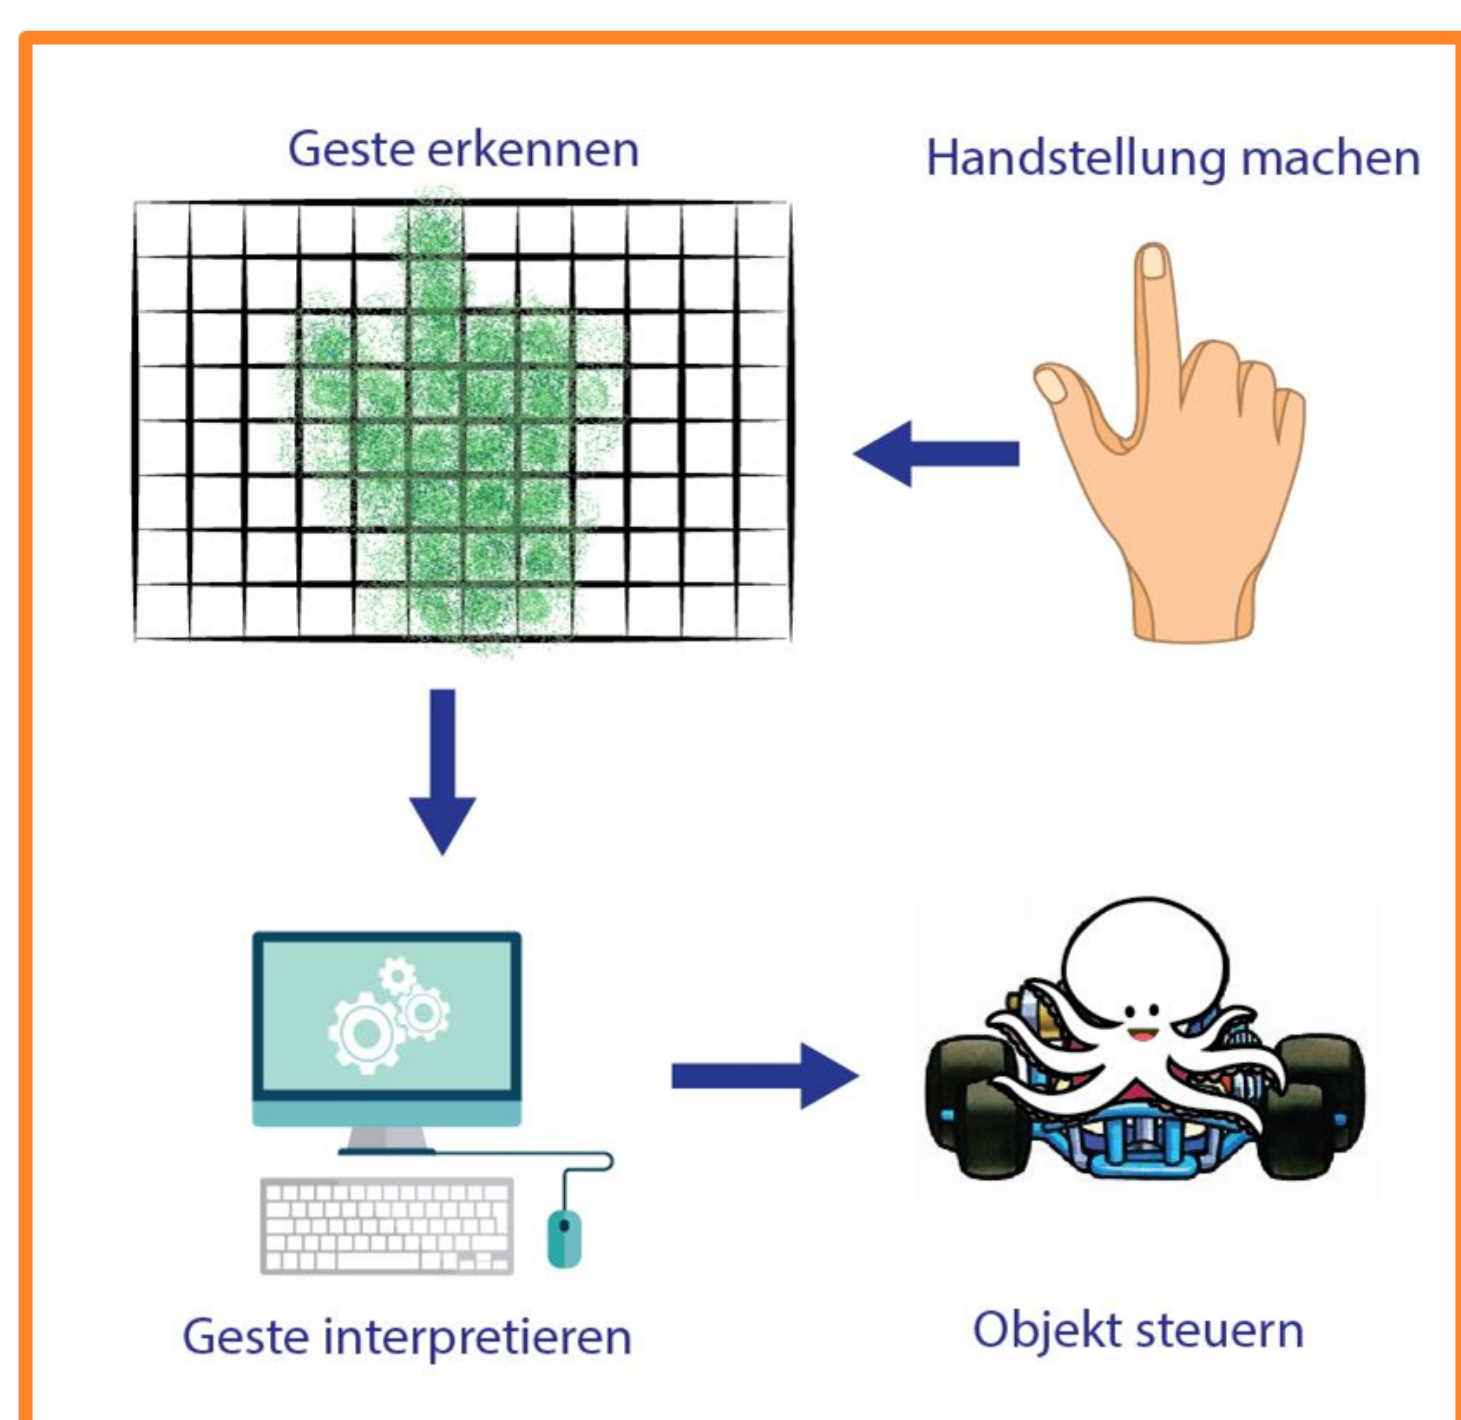 Geste erkennen
Handstellung machen
Geste interpretieren
Objekt steuern